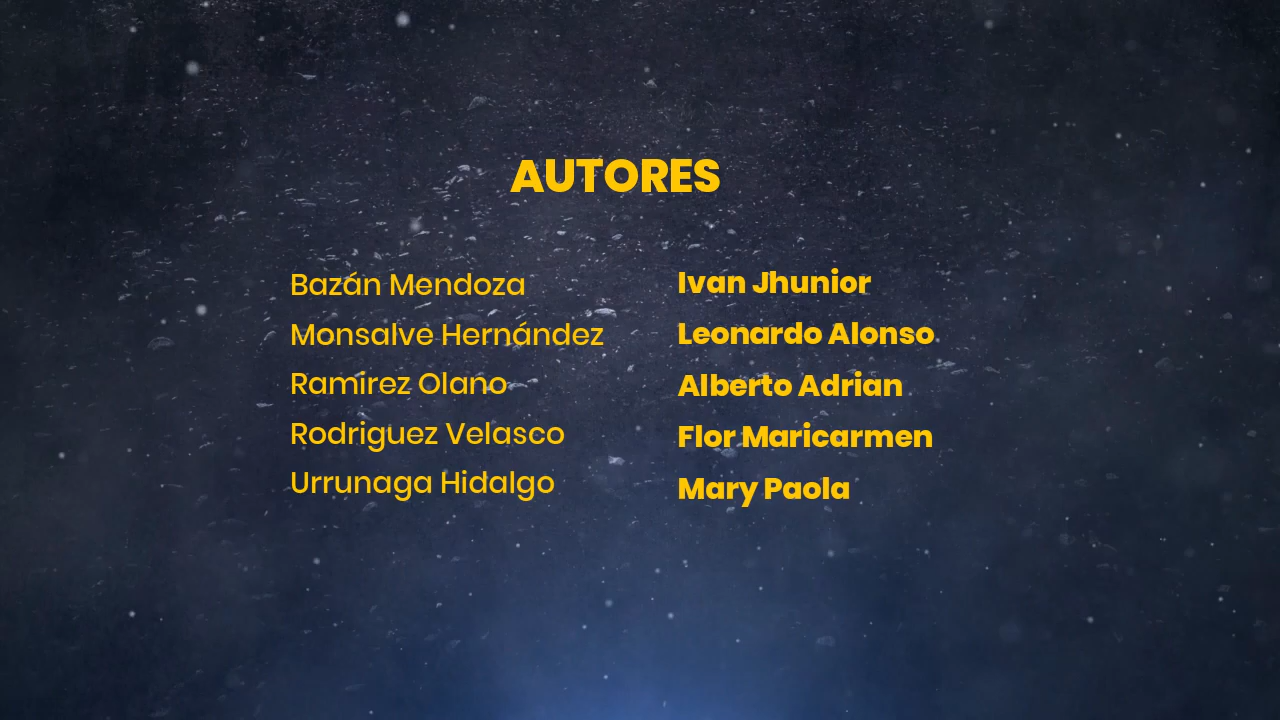 AUTORES
Bazán Mendoza Ivan Jhunior
Monsalve Hernández Leonardo Alonso
Ramirez Olano Alberto Adrian
Rodriguez Velasco Flor Maricarmen
Urrunaga Hidalgo Mary Paola